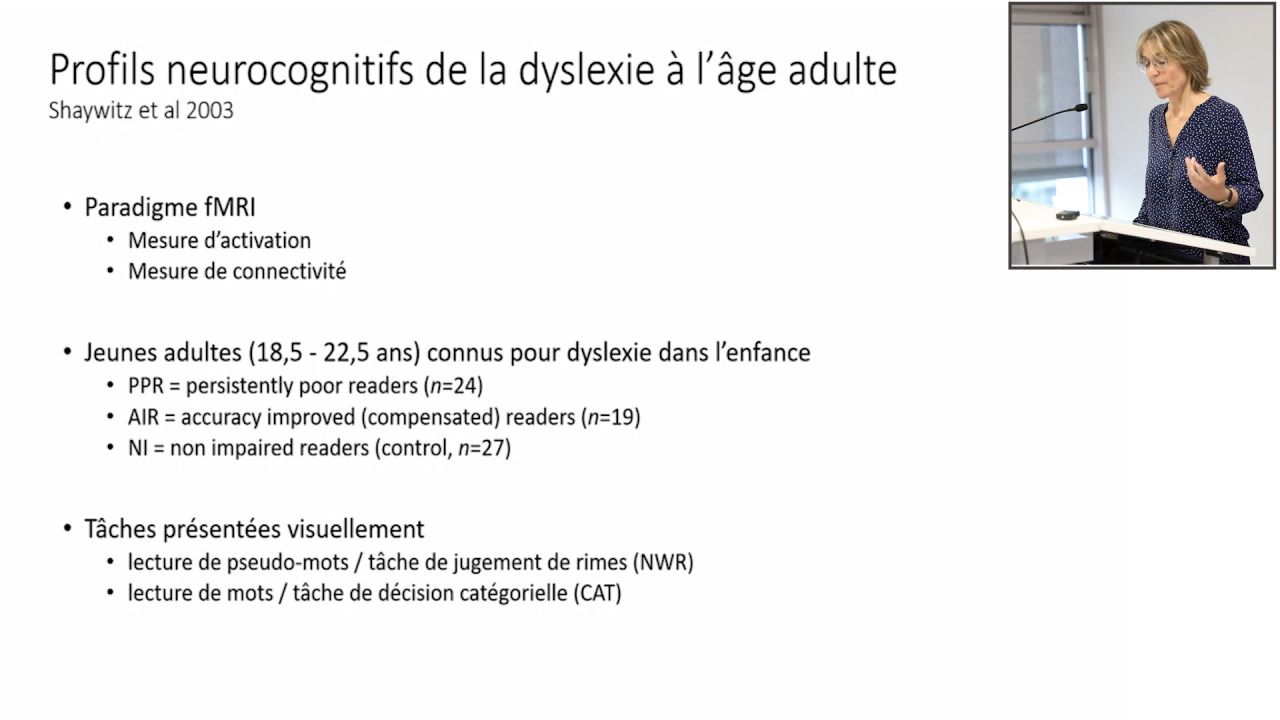 Profils neurocognitifs de la dyslexie à l'âge adulte
Shaywitz et al 2003
• Paradigme fMRI
• Mesure d'activation
• Mesure de connectivité
• Jeunes adultes (18,5 - 22,5 ans) connus pour dyslexie dans l'enfance
• PPR = persistently poor readers (n=24)
• AIR = accuracy improved (compensated) readers (n=19)
• NI = non impaired readers (control, n=27)
• Tâches présentées visuellement
• lecture de pseudo-mots / tâche de jugement de rimes (NWR)
• lecture de mots / tâche de décision catégorielle (CAT)